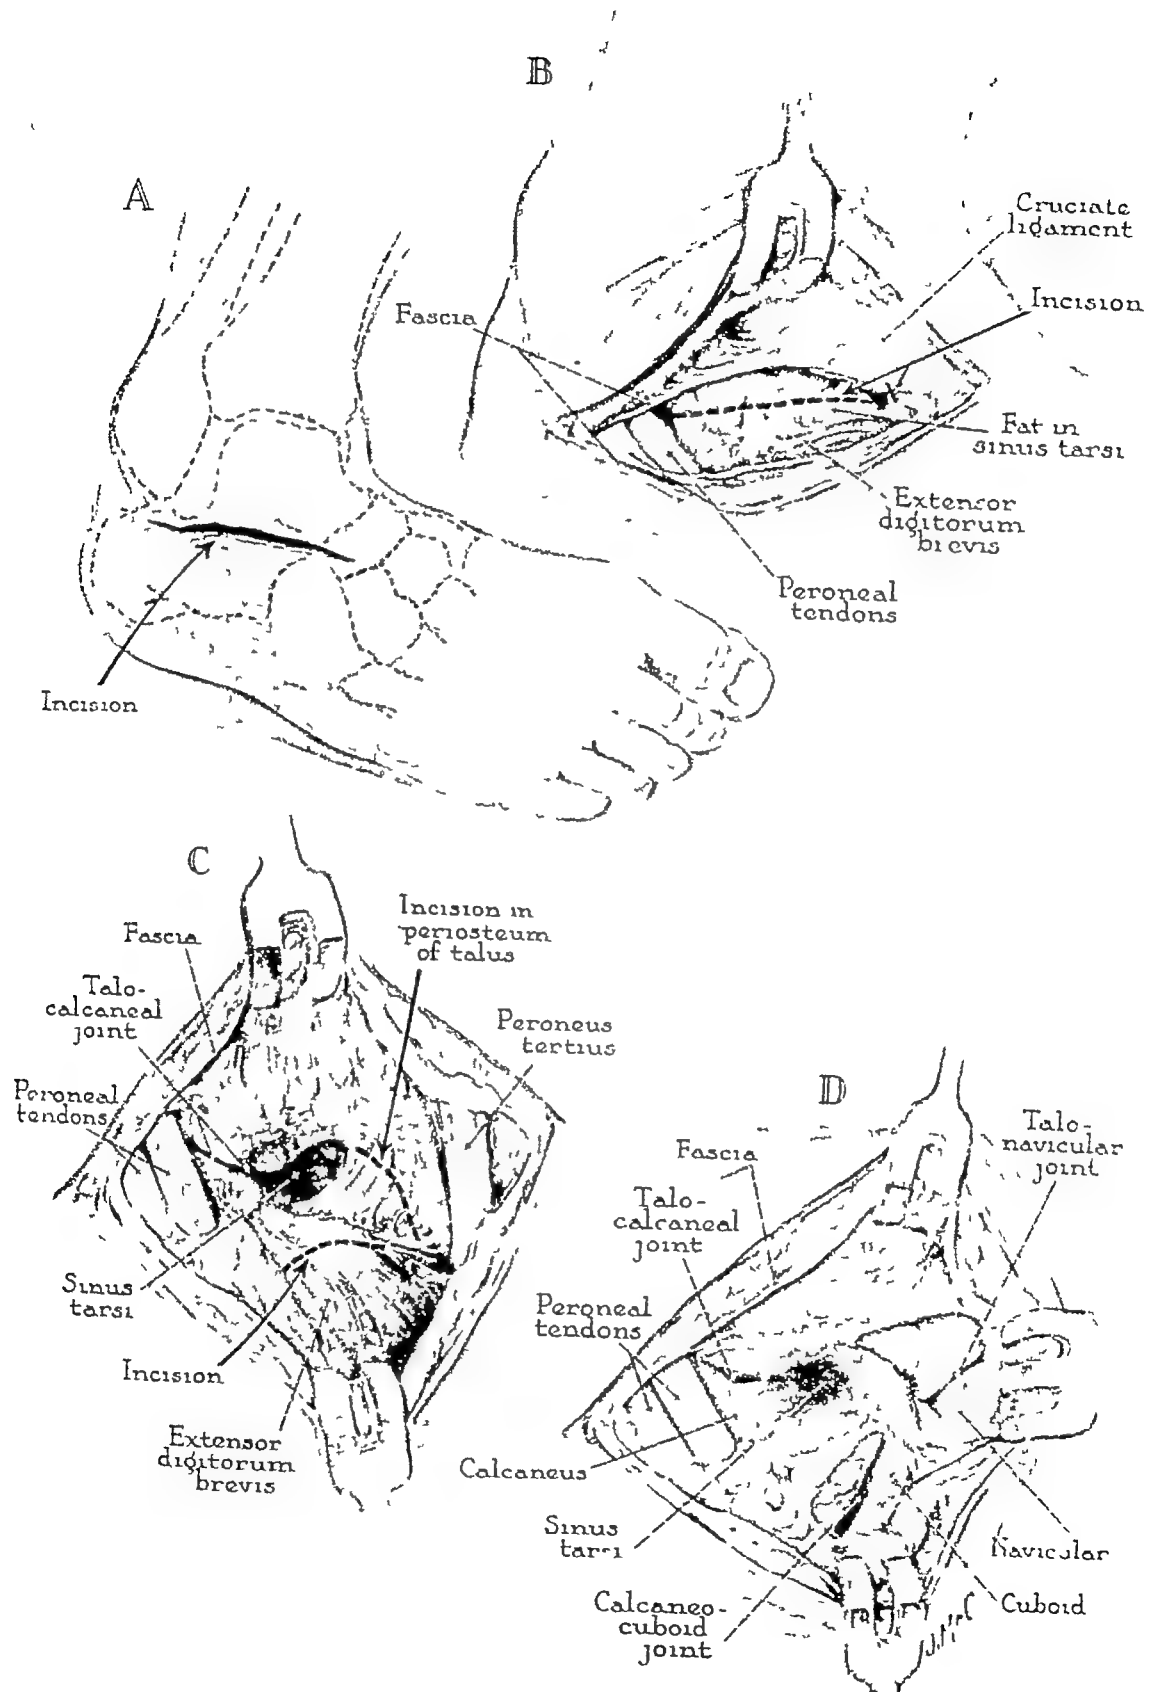 A
Incision
B
Fascia
Cruciate
ligament
Incision
Fat in
sinus tarsi
Extensor
digitorum
brevis
Peroneal
tendons
C
Fascia
Talo-
calcaneal
joint
Peroneal
tendons
Sinus
tarsi
Incision
Extensor
digitorum
brevis
Incision in
periosteum
of talus
Peroneus
tertius
D
Fascia
Talo-
calcaneal
joint
Peroneal
tendons
Calcaneus
Sinus
tarsi
Calcaneo-
cuboid
joint
Talo-
navicular
joint
Navicular
Cuboid